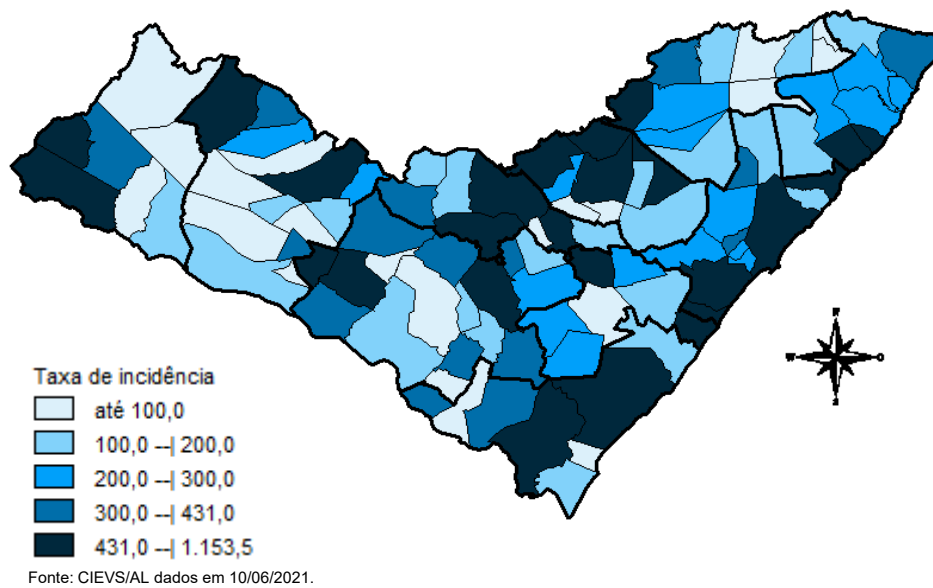 Taxa de incidência
até 100,0
100,0 --| 200,0
200,0 --| 300,0
300,0 --| 431,0
431,0 --| 1.153,5
Fonte: CIEVS/AL dados em 10/06/2021.
W
O
S